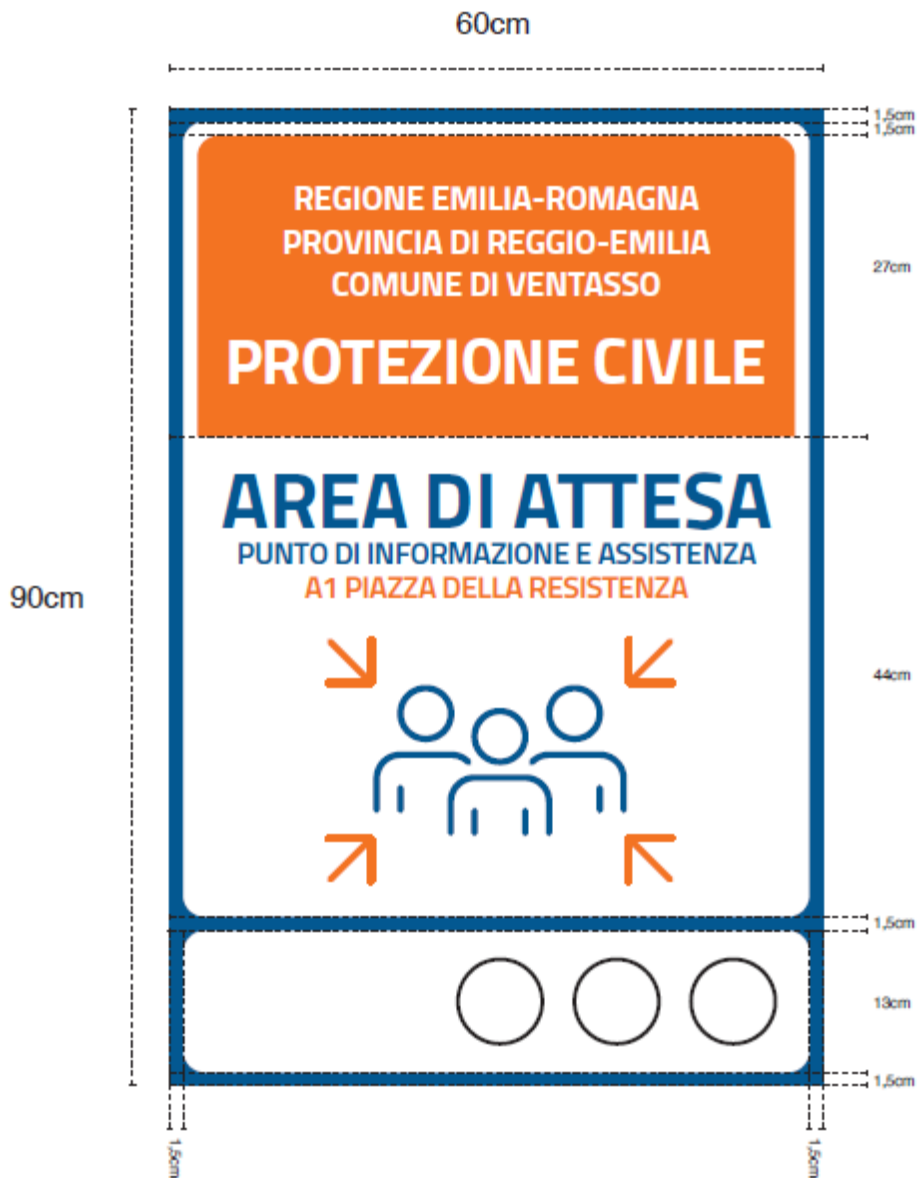 60cm
1,5cm
1,5cm
REGIONE EMILIA-ROMAGNA
PROVINCIA DI REGGIO-EMILIA
COMUNE DI VENTASSO
27cm
PROTEZIONE CIVILE
AREA DI ATTESA
PUNTO DI INFORMAZIONE E ASSISTENZA
A1 PIAZZA DELLA RESISTENZA
90cm
44cm
1,5cm
13cm
1,5cm
1,5cm
1,5cm